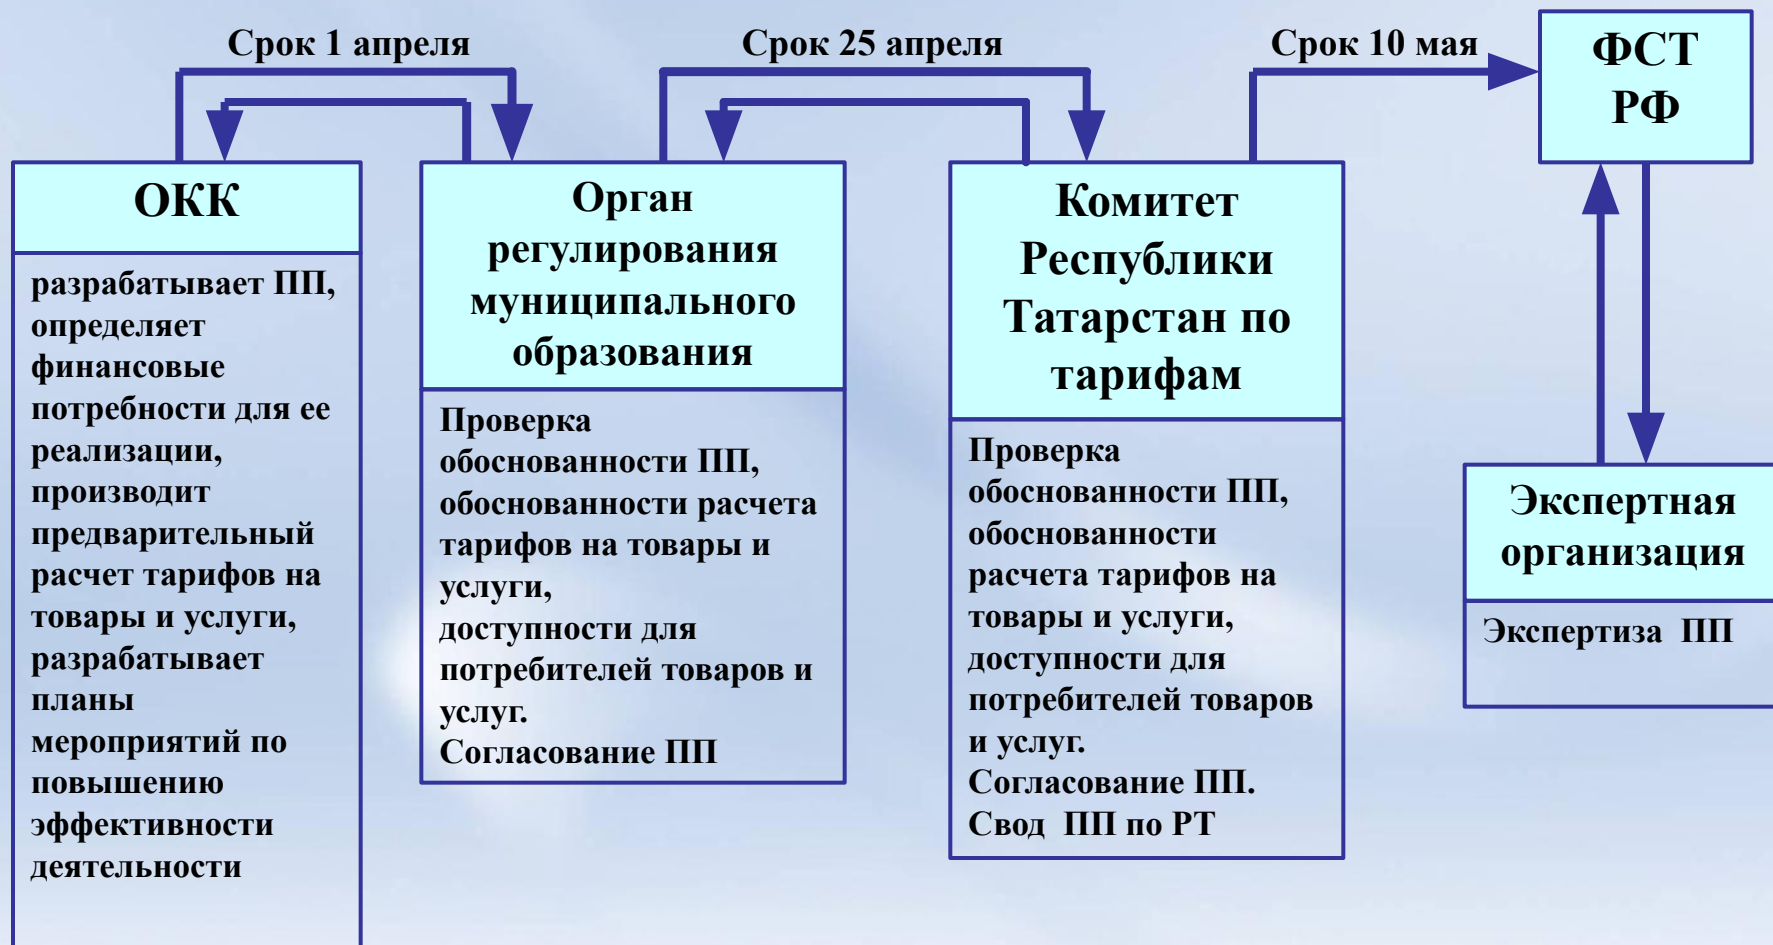 Срок 1 апреля
Срок 25 апреля
Срок 10 мая
ФСТ
РФ
ОКК
разрабатывает ПП,
определяет
финансовые
потребности для ее
реализации,
производит
предварительный
расчет тарифов на
товары и услуги,
разрабатывает
планы
мероприятий по
повышению
эффективности
деятельности
Орган
регулирования
муниципального
образования
Проверка
обоснованности ПП,
обоснованности расчета
тарифов на товары и
услуги,
доступности для
потребителей товаров и
услуг.
Согласование ПП
Комитет
Республики
Татарстан по
тарифам
Проверка
обоснованности ПП,
обоснованности
расчета тарифов на
товары и услуги,
доступности для
потребителей товаров
и услуг.
Согласование ПП.
Свод ПП по РТ
Экспертная
организация
Экспертиза ПП